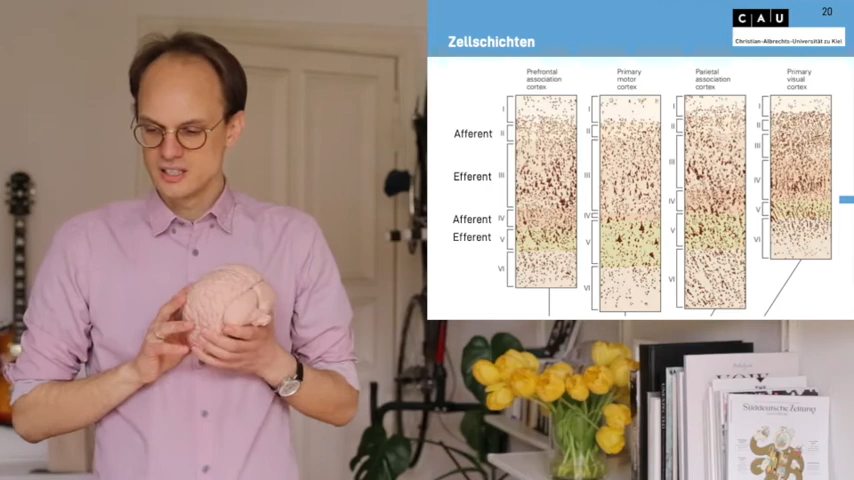 20
CAU
Christian-Albrechts-Universität zu Kiel
Zellschichten
Prefrontal
association
cortex
Primary
motor
cortex
Parietal
association
cortex
Primary
visual
cortex
Afferent
Efferent
Afferent
Efferent
I
II
III
IV
V
VI
I
II
III
IV
V
VI
I
II
III
IV
V
VI
I
II
III
IV
V
VI
THE
Süddeutsche Zeitung